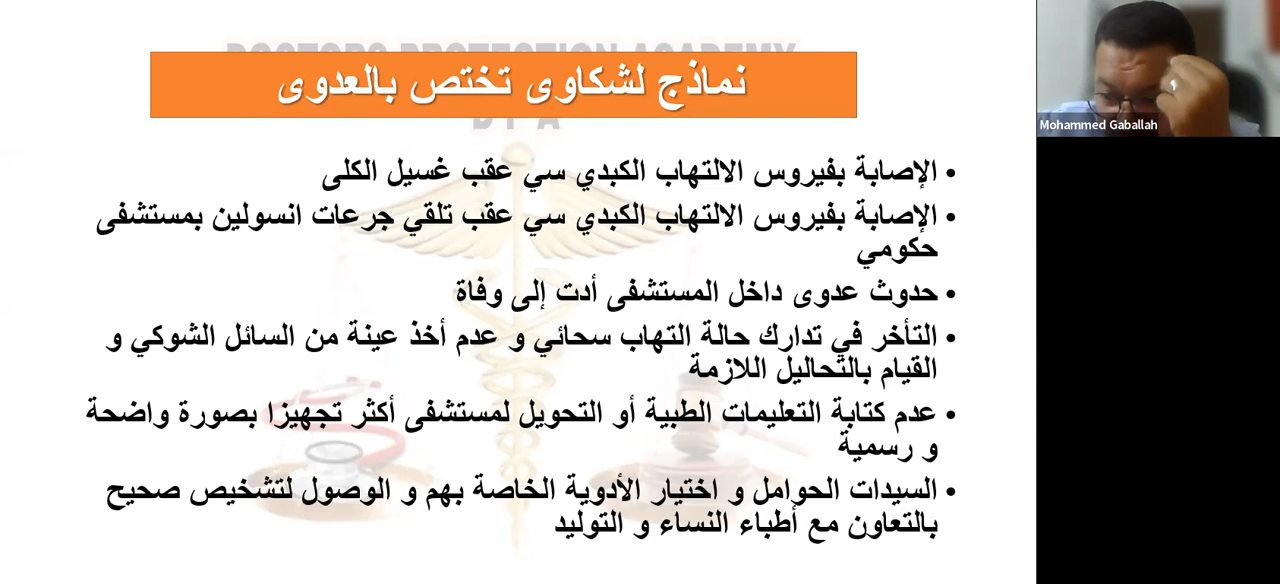 DOCTORS PROTECTION ACADEMY
نماذج لشكاوى تختص بالعدوى
D P A
Mohammed Gaballah
• الإصابة بفيروس الالتهاب الكبدي سي عقب غسيل الكلى
• الإصابة بفيروس الالتهاب الكبدي سي عقب تلقي جرعات انسولين بمستشفى
حكومي
• حدوث عدوى داخل المستشفى أدت إلى وفاة
• التأخر في تدارك حالة التهاب سحائي و عدم أخذ عينة من السائل الشوكي و
القيام بالتحاليل اللازمة
• عدم كتابة التعليمات الطبية أو التحويل لمستشفى أكثر تجهيزا بصورة واضحة
و رسمية
• السيدات الحوامل و اختيار الأدوية الخاصة بهم و الوصول لتشخيص صحيح
بالتعاون مع أطباء النساء و التوليد